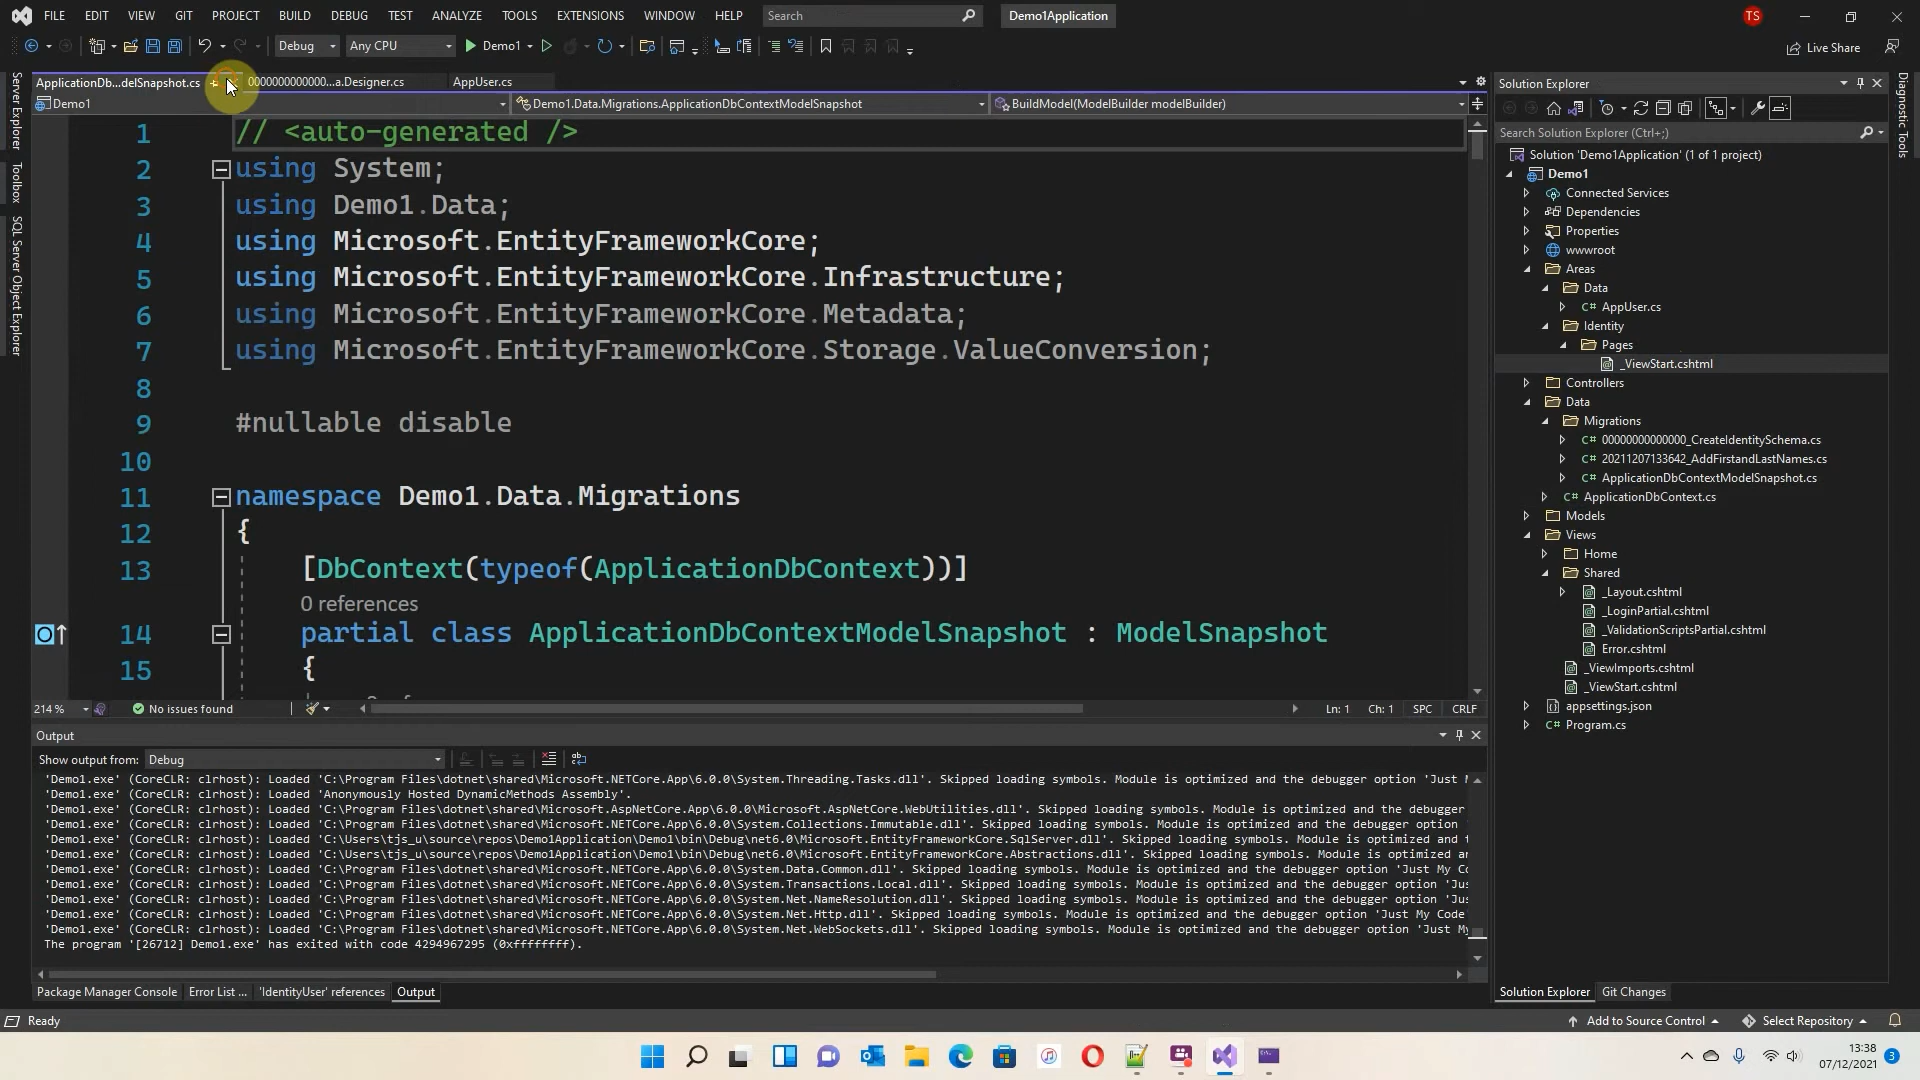 FILE EDIT VIEW GIT PROJECT BUILD DEBUG TEST ANALYZE TOOLS EXTENSIONS WINDOW HELP Search Demo1Application TS
Debug Any CPU Demo1 Live Share
ApplicationDb...delSnapshot.cs 0000000000000...a.Designer.cs AppUser.cs
Demo1 Demo1.Data.Migrations.ApplicationDbContextModelSnapshot BuildModel(ModelBuilder modelBuilder)
1 // <auto-generated />
2 using System;
3 using Demo1.Data;
4 using Microsoft.EntityFrameworkCore;
5 using Microsoft.EntityFrameworkCore.Infrastructure;
6 using Microsoft.EntityFrameworkCore.Metadata;
7 using Microsoft.EntityFrameworkCore.Storage.ValueConversion;
8
9 #nullable disable
10
11 namespace Demo1.Data.Migrations
12 {
13 [DbContext(typeof(ApplicationDbContext))]
0 references
14 partial class ApplicationDbContextModelSnapshot : ModelSnapshot
15 {
214 % No issues found Ln: 1 Ch: 1 SPC CRLF
Output
Show output from: Debug
'Demo1.exe' (CoreCLR: clrhost): Loaded 'C:\Program Files\dotnet\shared\Microsoft.NETCore.App\6.0.0\System.Threading.Tasks.dll'. Skipped loading symbols. Module is optimized and the debugger option 'Just M
'Demo1.exe' (CoreCLR: clrhost): Loaded 'Anonymously Hosted DynamicMethods Assembly'.
'Demo1.exe' (CoreCLR: clrhost): Loaded 'C:\Program Files\dotnet\shared\Microsoft.AspNetCore.App\6.0.0\Microsoft.AspNetCore.WebUtilities.dll'. Skipped loading symbols. Module is optimized and the debugger
'Demo1.exe' (CoreCLR: clrhost): Loaded 'C:\Program Files\dotnet\shared\Microsoft.NETCore.App\6.0.0\System.Collections.Immutable.dll'. Skipped loading symbols. Module is optimized and the debugger option
'Demo1.exe' (CoreCLR: clrhost): Loaded 'C:\Users\tjs_u\source\repos\Demo1Application\Demo1\bin\Debug\net6.0\Microsoft.EntityFrameworkCore.SqlServer.dll'. Skipped loading symbols. Module is optimized and t
'Demo1.exe' (CoreCLR: clrhost): Loaded 'C:\Users\tjs_u\source\repos\Demo1Application\Demo1\bin\Debug\net6.0\Microsoft.EntityFrameworkCore.Abstractions.dll'. Skipped loading symbols. Module is optimized an
'Demo1.exe' (CoreCLR: clrhost): Loaded 'C:\Program Files\dotnet\shared\Microsoft.NETCore.App\6.0.0\System.Data.Common.dll'. Skipped loading symbols. Module is optimized and the debugger option 'Just My Co
'Demo1.exe' (CoreCLR: clrhost): Loaded 'C:\Program Files\dotnet\shared\Microsoft.NETCore.App\6.0.0\System.Transactions.Local.dll'. Skipped loading symbols. Module is optimized and the debugger option 'Jus
'Demo1.exe' (CoreCLR: clrhost): Loaded 'C:\Program Files\dotnet\shared\Microsoft.NETCore.App\6.0.0\System.Net.NameResolution.dll'. Skipped loading symbols. Module is optimized and the debugger option 'Jus
'Demo1.exe' (CoreCLR: clrhost): Loaded 'C:\Program Files\dotnet\shared\Microsoft.NETCore.App\6.0.0\System.Net.Http.dll'. Skipped loading symbols. Module is optimized and the debugger option 'Just My Code'
'Demo1.exe' (CoreCLR: clrhost): Loaded 'C:\Program Files\dotnet\shared\Microsoft.NETCore.App\6.0.0\System.Net.WebSockets.dll'. Skipped loading symbols. Module is optimized and the debugger option 'Just My
The program '[26712] Demo1.exe' has exited with code 4294967295 (0xffffffff).
Package Manager Console Error List ... 'IdentityUser' references Output
Server Explorer
Toolbox
SQL Server Object Explorer
Solution Explorer
Search Solution Explorer (Ctrl+;)
Solution 'Demo1Application' (1 of 1 project)
Demo1
Connected Services
Dependencies
Properties
wwwroot
Areas
Data
C# AppUser.cs
Identity
Pages
_ViewStart.cshtml
Controllers
Data
Migrations
C# 00000000000000_CreateIdentitySchema.cs
C# 20211207133642_AddFirstandLastNames.cs
C# ApplicationDbContextModelSnapshot.cs
C# ApplicationDbContext.cs
Models
Views
Home
Shared
_Layout.cshtml
_LoginPartial.cshtml
_ValidationScriptsPartial.cshtml
Error.cshtml
_ViewImports.cshtml
_ViewStart.cshtml
appsettings.json
C# Program.cs
Solution Explorer Git Changes
Diagnostic Tools
Ready Add to Source Control Select Repository
13:38
07/12/2021
3